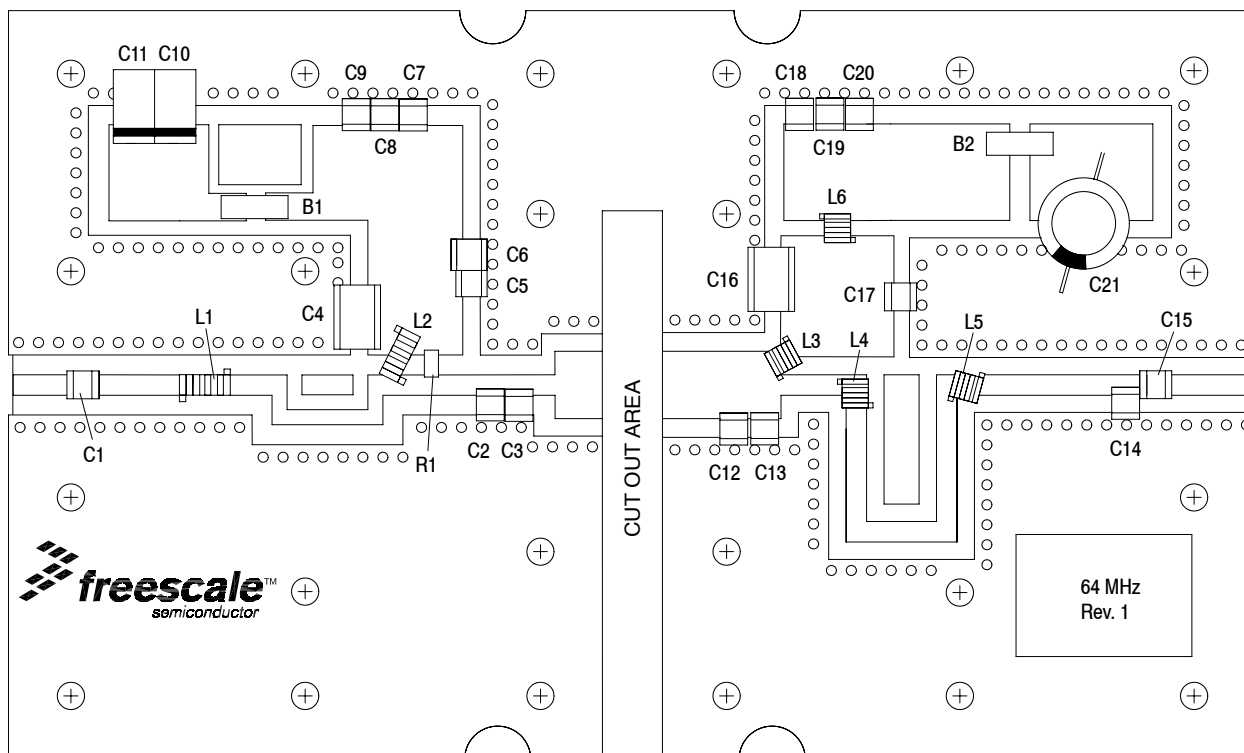 C11 C10
C9 C7
C8
B1
C6
C5
C4
L2
L1
C1
C2 C3
R1
CUT OUT AREA
C18 C20
C19
B2
L6
C16
C17
C21
L3 L4
L5
C15
C14
C12 C13
freescale™
semiconductor
64 MHz
Rev. 1